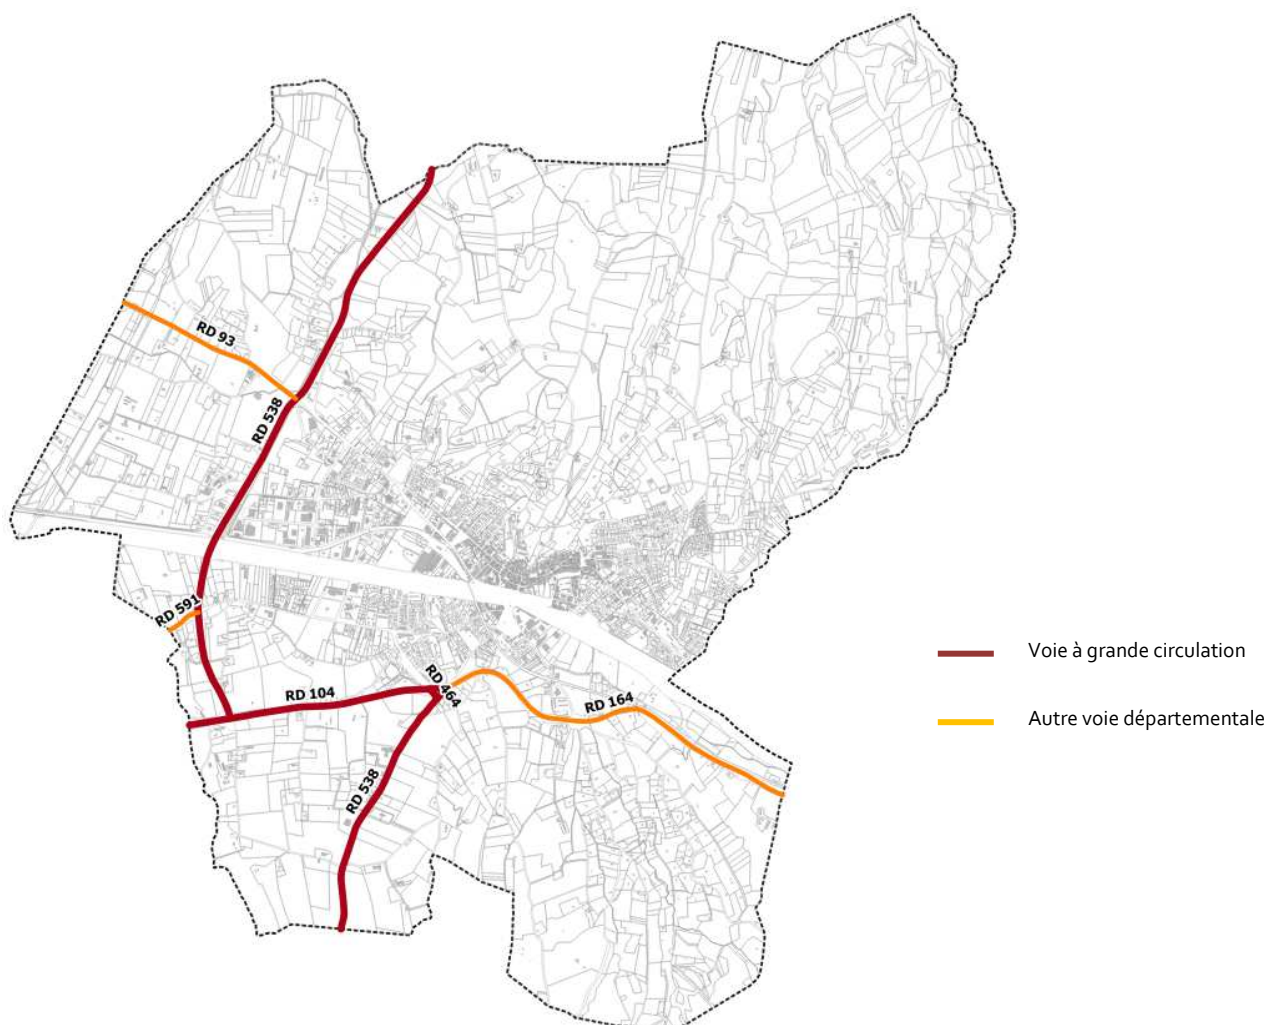 RD 93
RD 538
RD 591
RD 104
RD 464
RD 164
RD 538
Voie à grande circulation
Autre voie départementale